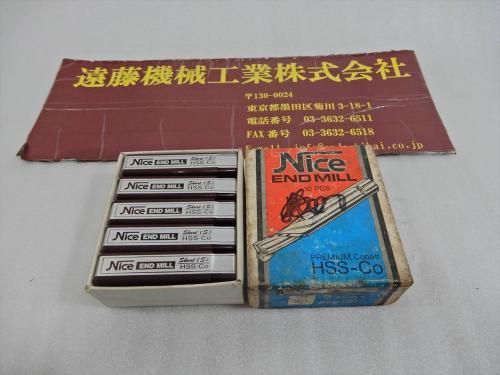 遠藤機械工業株式会社
〒130-0024
東京都墨田区菊川3-18-1
電話番号 03-3632-6511
FAX番号 03-3632-6518
Nice END MILL Short (S) HSS-Co
Nice END MILL Short (S) HSS-Co
Nice END MILL Short (S) HSS-Co
Nice END MILL Short (S) HSS-Co
Nice END MILL Short (S) HSS-Co
Nice
END MILL
10 PCS
PREMIUM Cobalt
HSS-Co